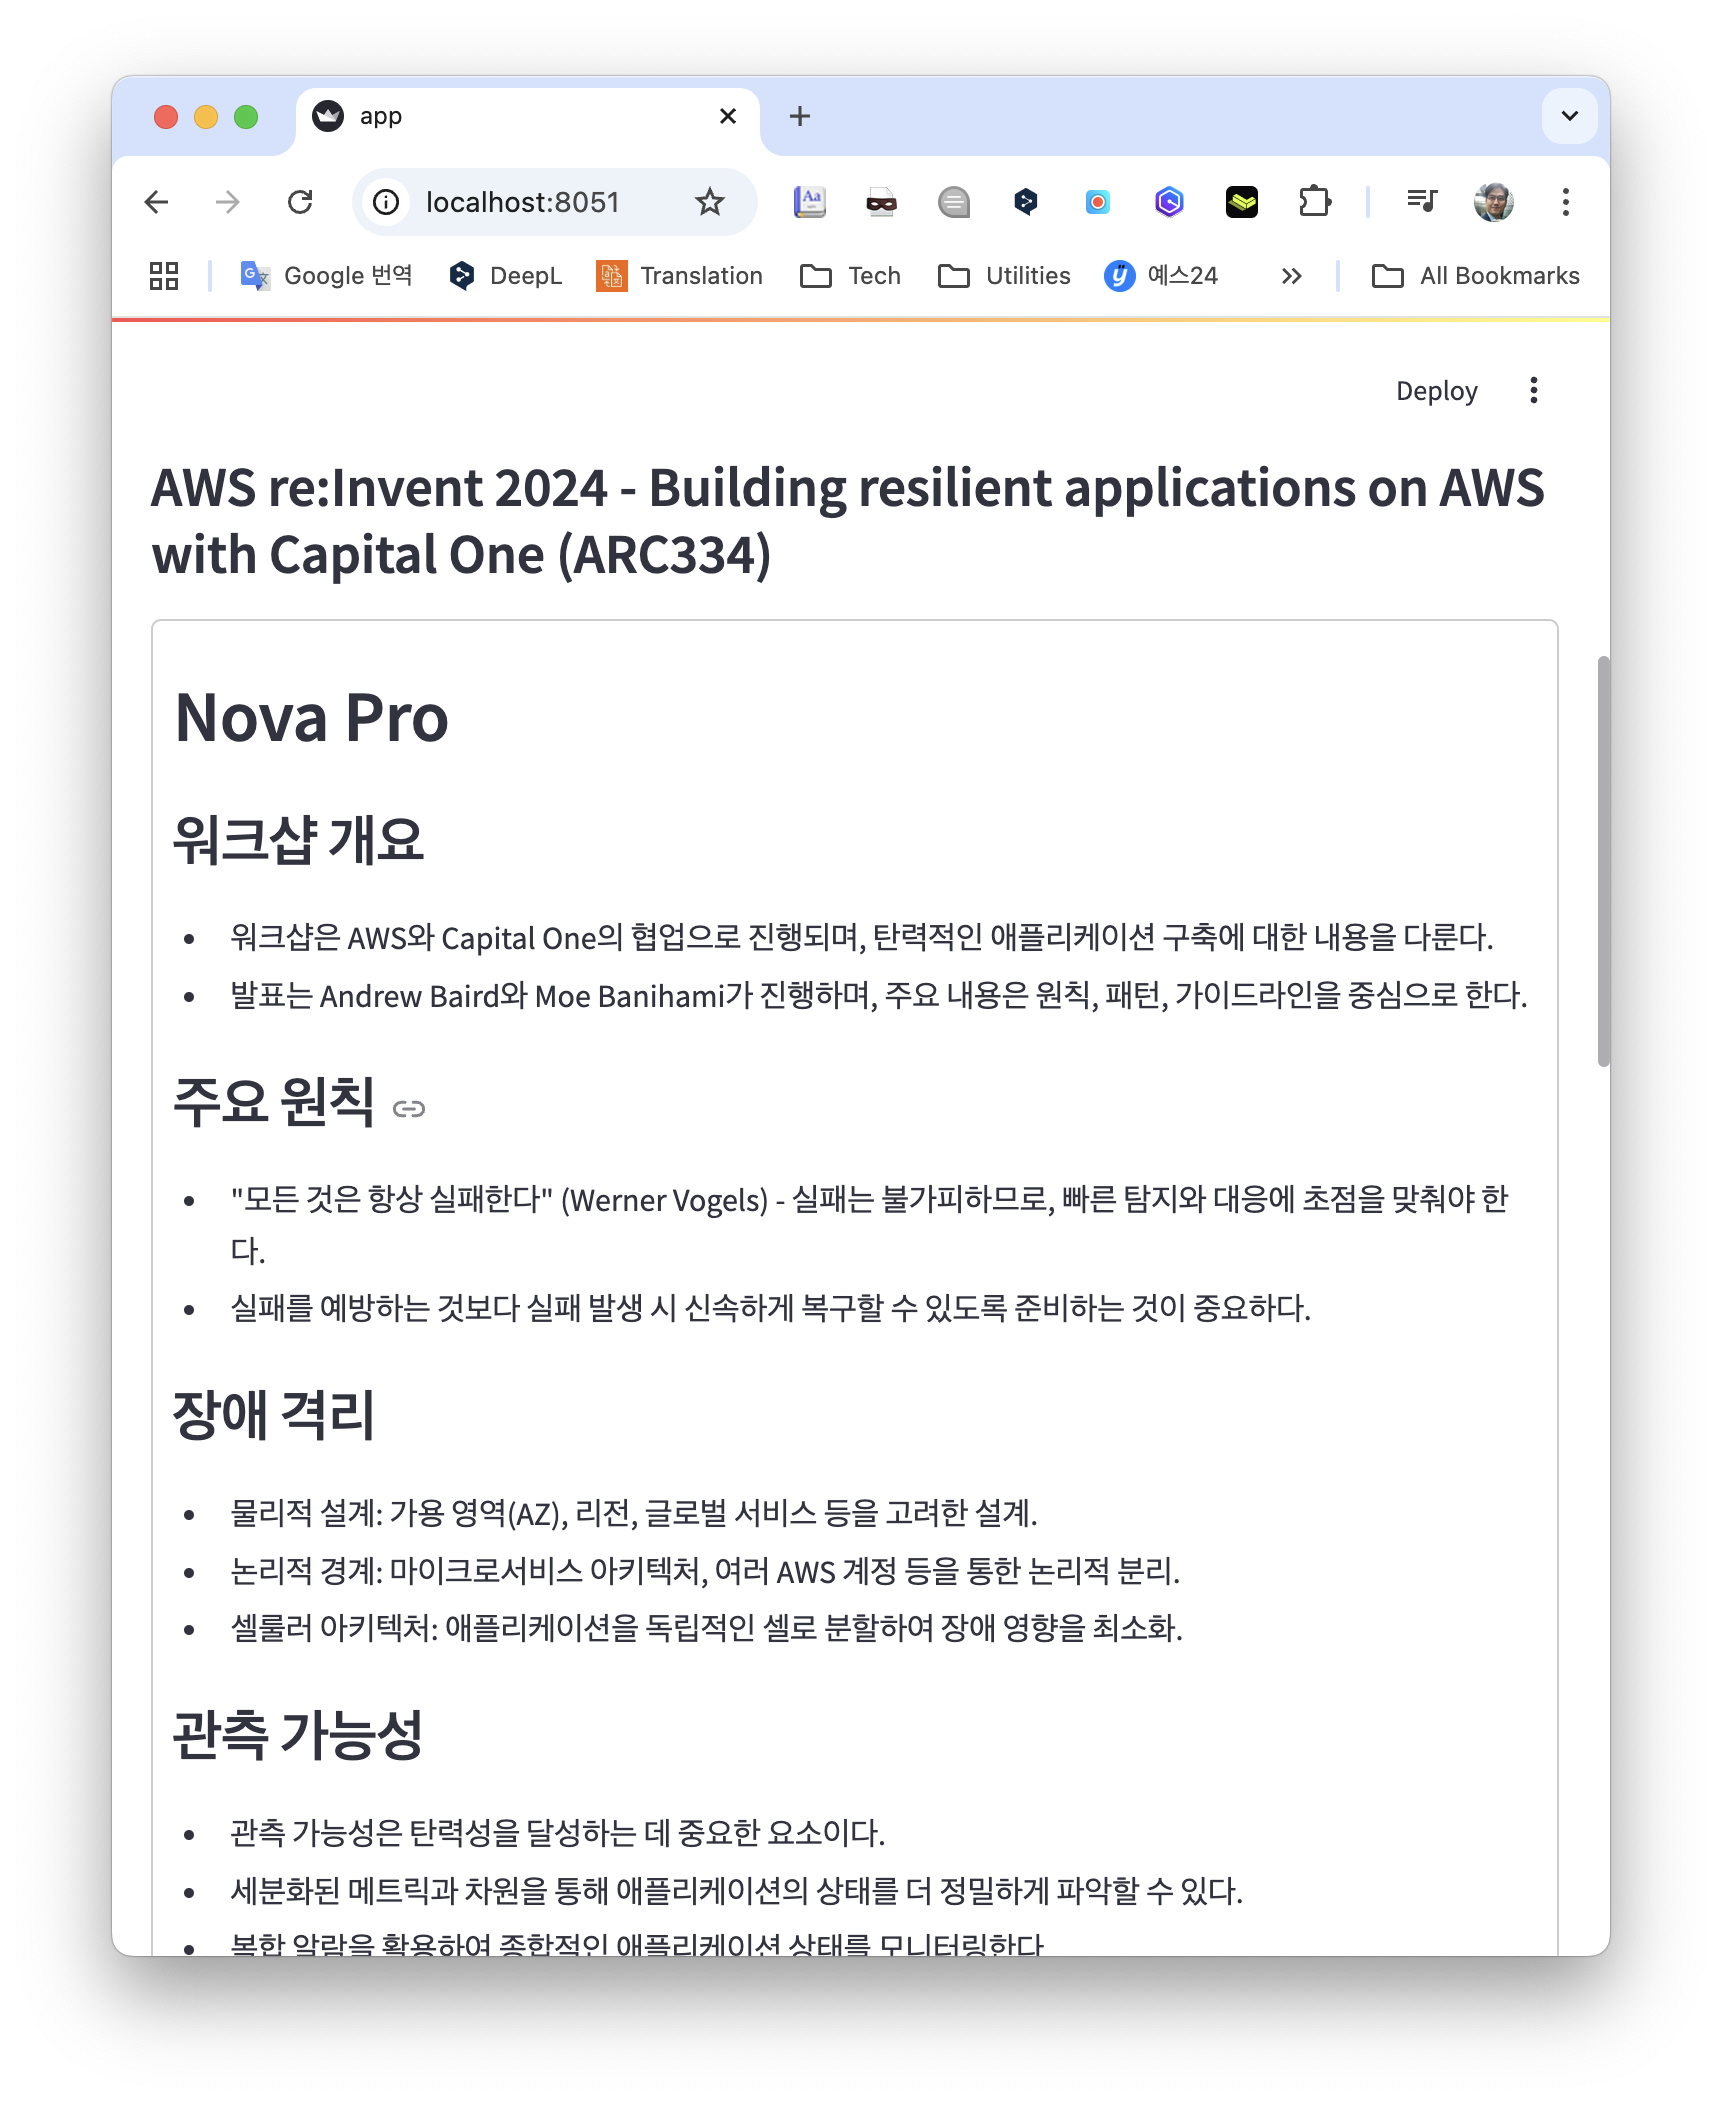 app
localhost:8051
Google 번역
DeepL
Translation
Tech
Utilities
예스24
All Bookmarks
Deploy
AWS re:Invent 2024 - Building resilient applications on AWS
with Capital One (ARC334)
Nova Pro
워크샵 개요
• 워크샵은 AWS와 Capital One의 협업으로 진행되며, 탄력적인 애플리케이션 구축에 대한 내용을 다룬다.
• 발표는 Andrew Baird와 Moe Banihami가 진행하며, 주요 내용은 원칙, 패턴, 가이드라인을 중심으로 한다.
주요 원칙
• "모든 것은 항상 실패한다" (Werner Vogels) - 실패는 불가피하므로, 빠른 탐지와 대응에 초점을 맞춰야 한
다.
• 실패를 예방하는 것보다 실패 발생 시 신속하게 복구할 수 있도록 준비하는 것이 중요하다.
장애 격리
• 물리적 설계: 가용 영역(AZ), 리전, 글로벌 서비스 등을 고려한 설계.
• 논리적 경계: 마이크로서비스 아키텍처, 여러 AWS 계정 등을 통한 논리적 분리.
• 셀룰러 아키텍처: 애플리케이션을 독립적인 셀로 분할하여 장애 영향을 최소화.
관측 가능성
• 관측 가능성은 탄력성을 달성하는 데 중요한 요소이다.
• 세분화된 메트릭과 차원을 통해 애플리케이션의 상태를 더 정밀하게 파악할 수 있다.
• 복합 알람을 활용하여 종합적인 애플리케이션 상태를 모니터링한다